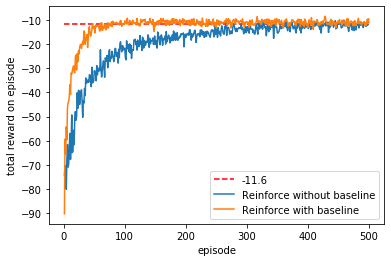 total reward on episode
−10
−20
−30
−40
−50
−60
−70
−80
−90
-11.6
Reinforce without baseline
Reinforce with baseline
0 100 200 300 400 500
episode